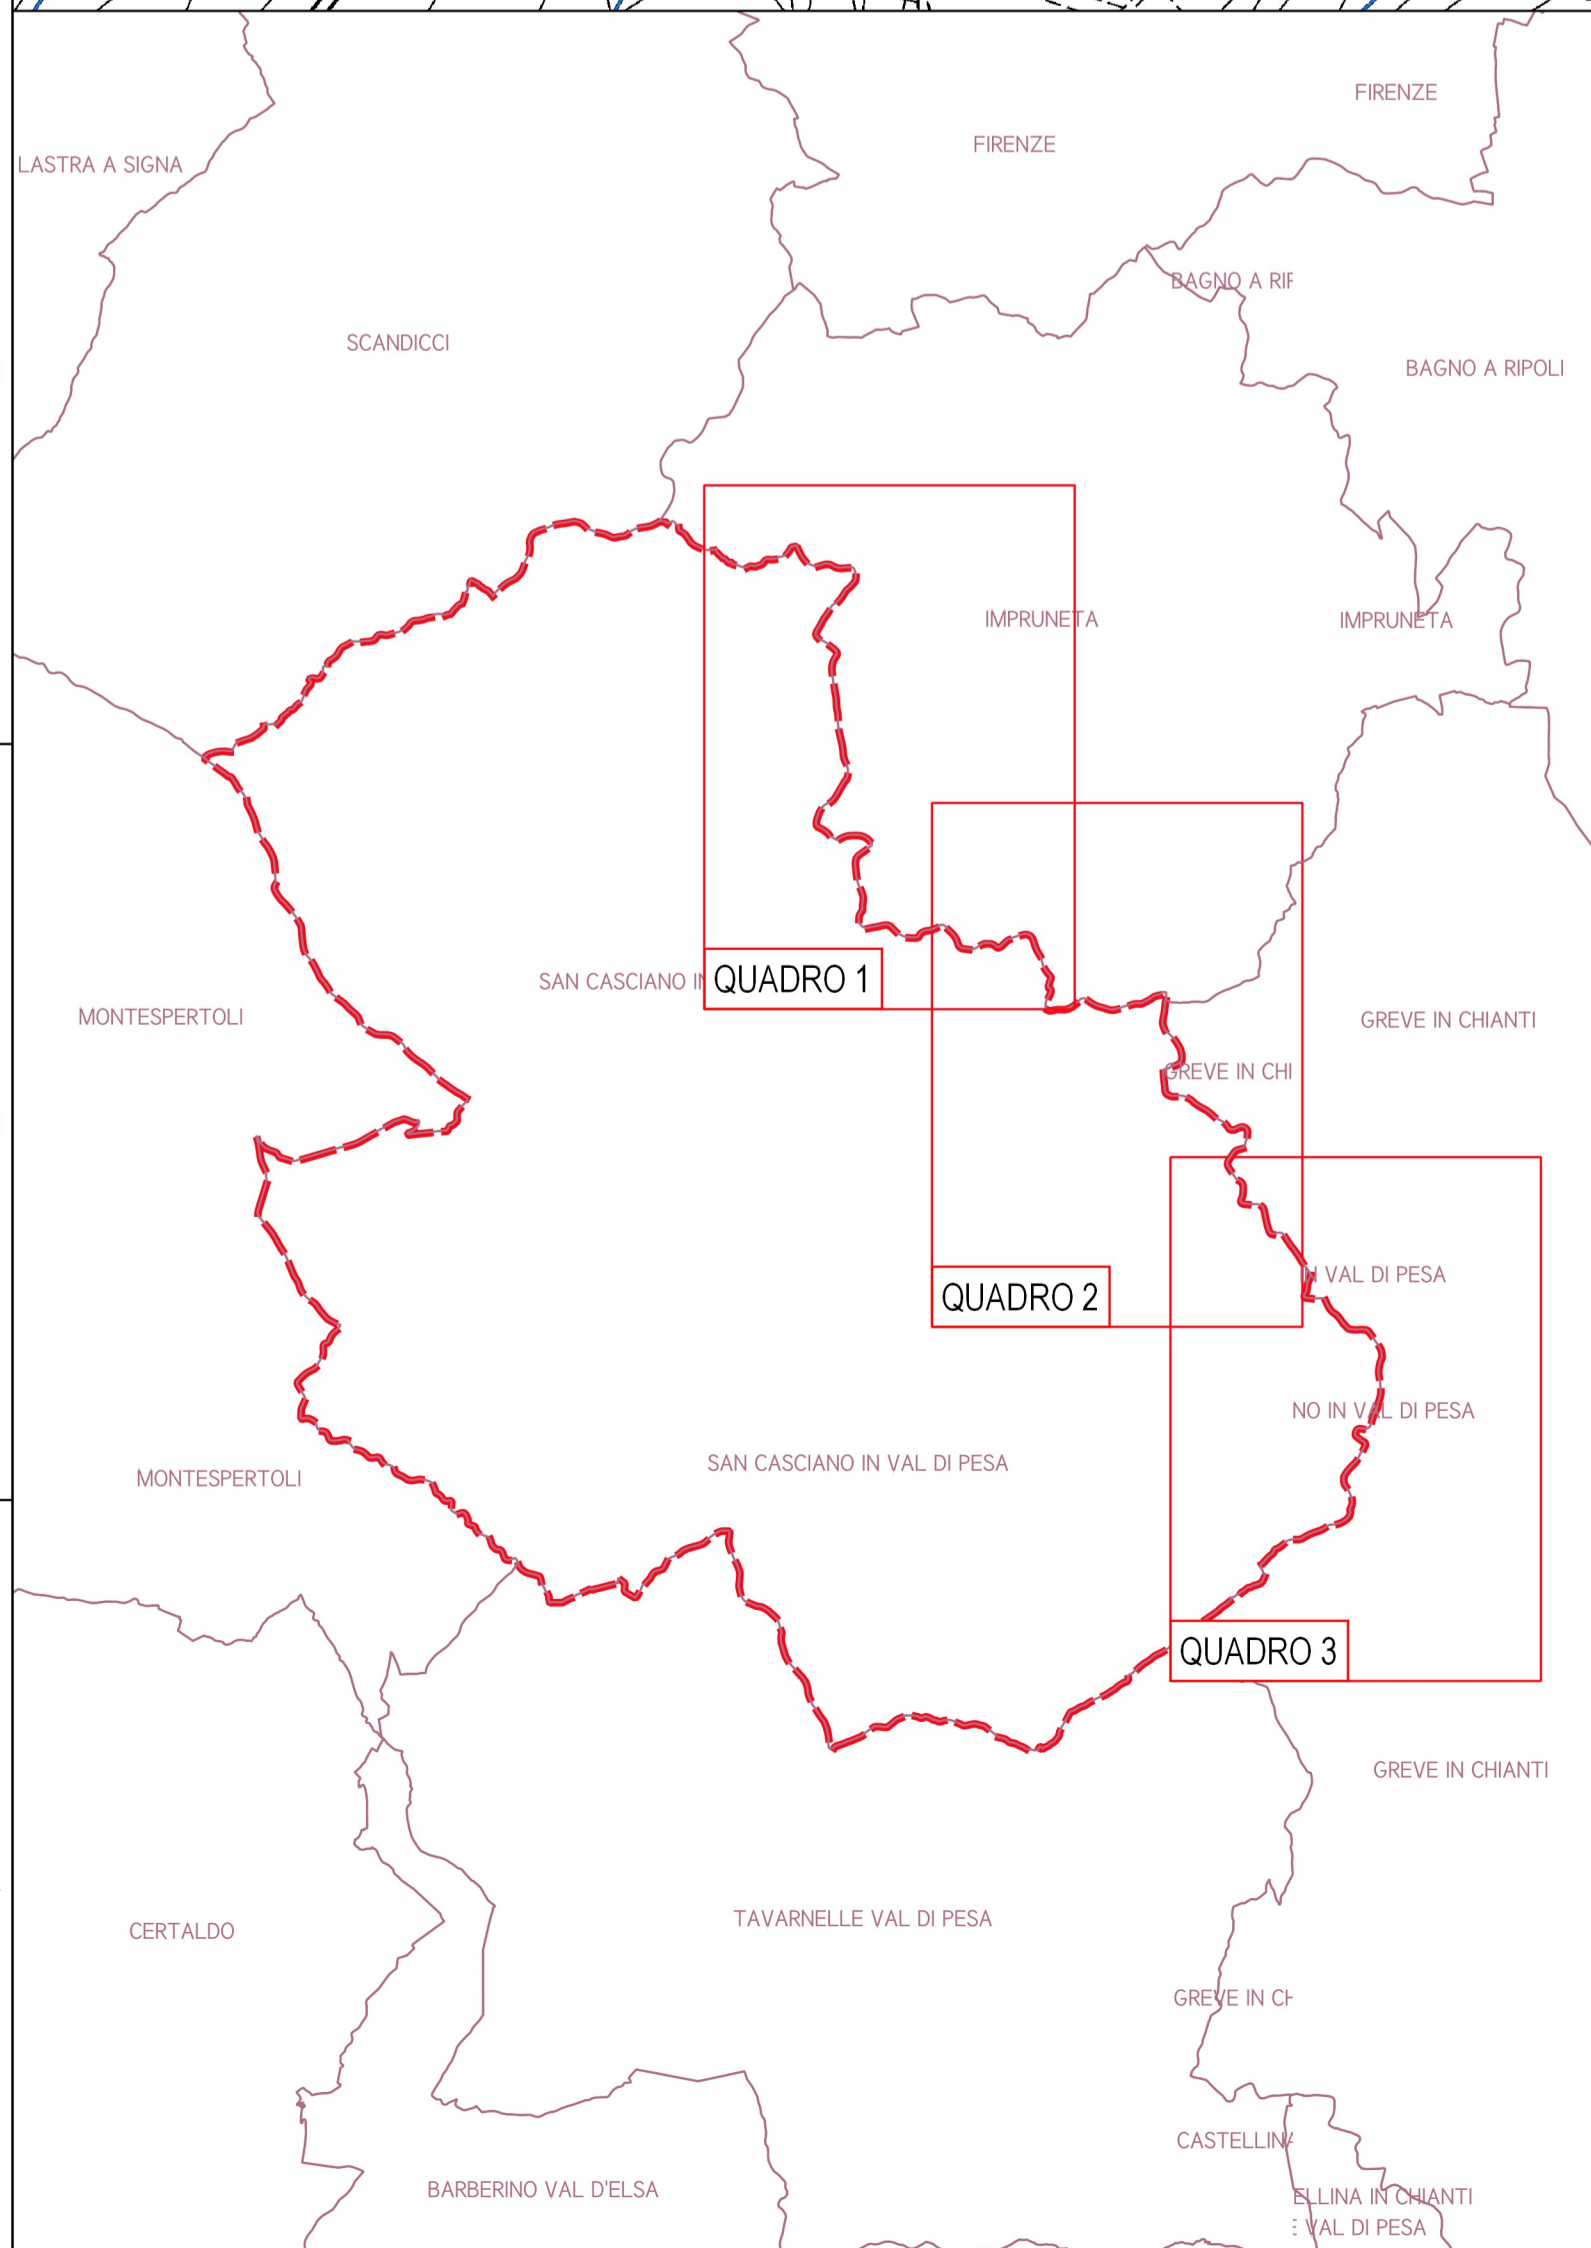 FIRENZE
FIRENZE
LASTRA A SIGNA
BAGNO A RIP
SCANDICCI
BAGNO A RIPOLI
IMPRUNETA
IMPRUNETA
SAN CASCIANO IN
QUADRO 1
MONTESPERTOLI
GREVE IN CHIANTI
GREVE IN CHI
IN VAL DI PESA
QUADRO 2
NO IN VAL DI PESA
SAN CASCIANO IN VAL DI PESA
MONTESPERTOLI
QUADRO 3
GREVE IN CHIANTI
TAVARNELLE VAL DI PESA
CERTALDO
GREVE IN CH
CASTELLINA
BARBERINO VAL D'ELSA
ELLINA IN CHIANTI
E VAL DI PESA